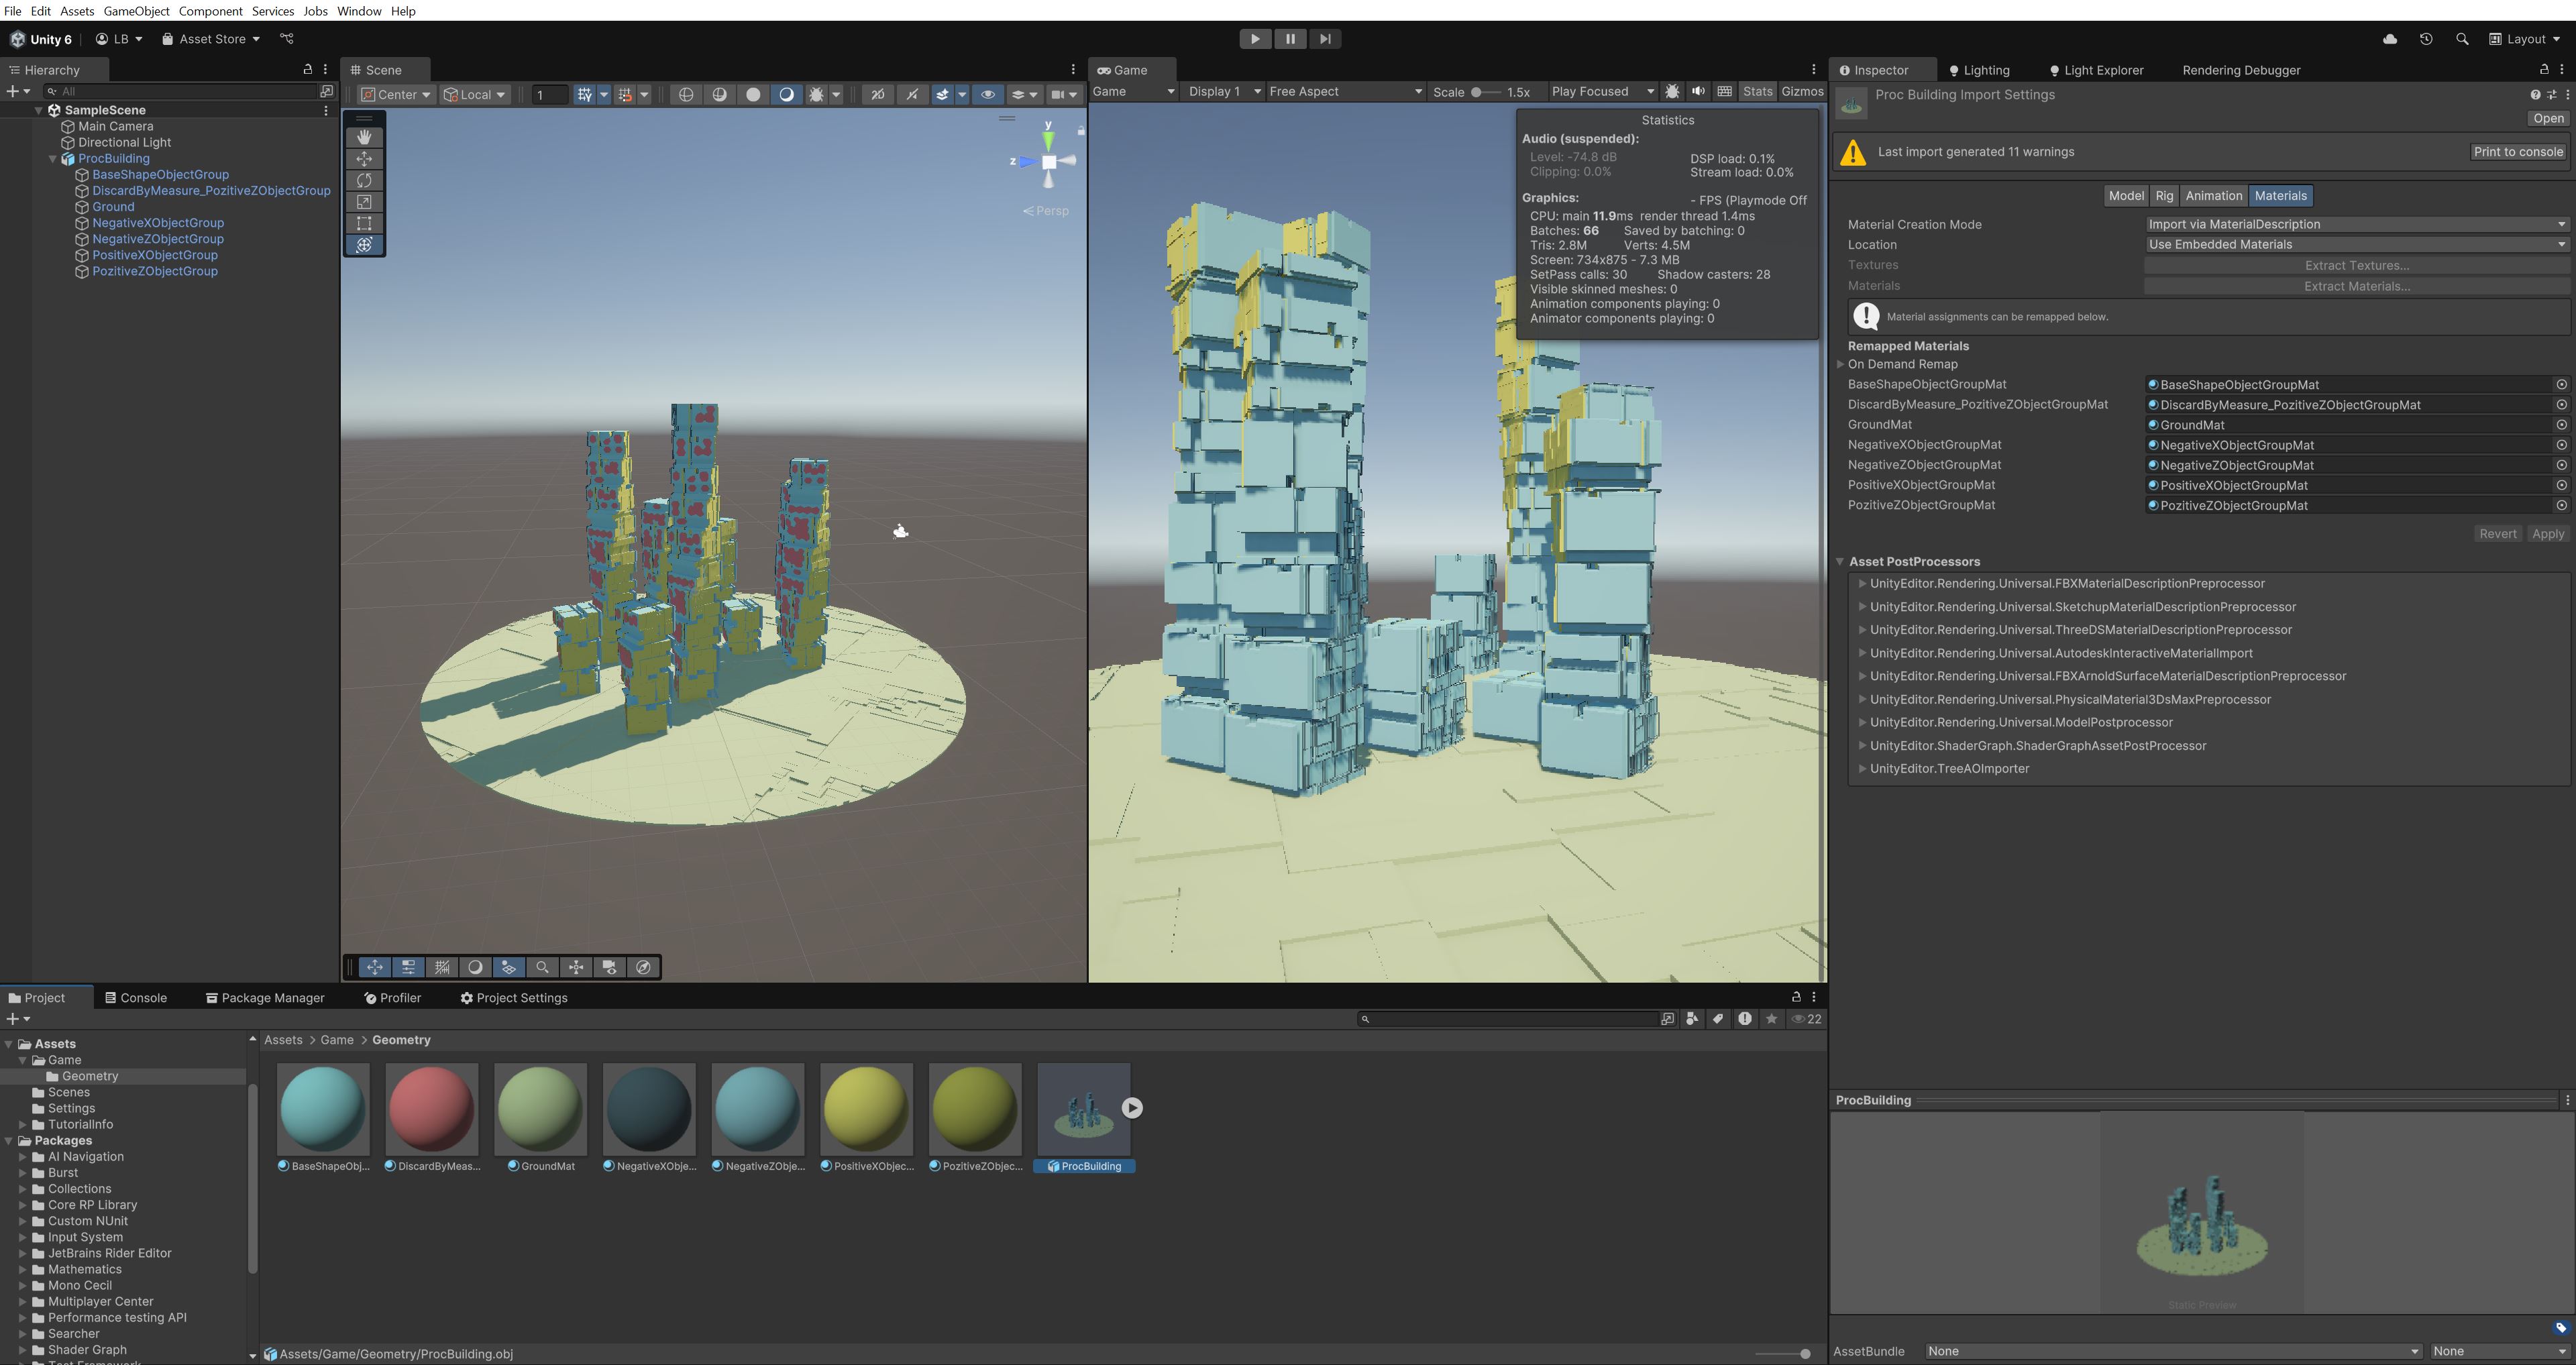 File Edit Assets GameObject Component Services Jobs Window Help
Unity 6 LB Asset Store Layout
Hierarchy
All
SampleScene
Main Camera
Directional Light
ProcBuilding
BaseShapeObjectGroup
DiscardByMeasure_PozitiveZObjectGroup
Ground
NegativeXObjectGroup
NegativeZObjectGroup
PositiveXObjectGroup
PozitiveZObjectGroup
Scene
Center Local 1
y
z
Persp
Game
Game Display 1 Free Aspect Scale 1.5x Play Focused Stats Gizmos
Statistics
Audio (suspended):
Level: -74.8 dB DSP load: 0.1%
Clipping: 0.0% Stream load: 0.0%
Graphics: - FPS (Playmode Off
CPU: main 11.9ms render thread 1.4ms
Batches: 66 Saved by batching: 0
Tris: 2.8M Verts: 4.5M
Screen: 734x875 - 7.3 MB
SetPass calls: 30 Shadow casters: 28
Visible skinned meshes: 0
Animation components playing: 0
Animator components playing: 0
Inspector Lighting Light Explorer Rendering Debugger
Proc Building Import Settings
Open
Last import generated 11 warnings Print to console
Model Rig Animation Materials
Material Creation Mode Import via MaterialDescription
Location Use Embedded Materials
Textures Extract Textures...
Materials Extract Materials...
Material assignments can be remapped below.
Remapped Materials
On Demand Remap
BaseShapeObjectGroupMat BaseShapeObjectGroupMat
DiscardByMeasure_PozitiveZObjectGroupMat DiscardByMeasure_PozitiveZObjectGroupMat
GroundMat GroundMat
NegativeXObjectGroupMat NegativeXObjectGroupMat
NegativeZObjectGroupMat NegativeZObjectGroupMat
PositiveXObjectGroupMat PositiveXObjectGroupMat
PozitiveZObjectGroupMat PozitiveZObjectGroupMat
Revert Apply
Asset PostProcessors
UnityEditor.Rendering.Universal.FBXMaterialDescriptionPreprocessor
UnityEditor.Rendering.Universal.SketchupMaterialDescriptionPreprocessor
UnityEditor.Rendering.Universal.ThreeDSMaterialDescriptionPreprocessor
UnityEditor.Rendering.Universal.AutodeskInteractiveMaterialImport
UnityEditor.Rendering.Universal.FBXArnoldSurfaceMaterialDescriptionPreprocessor
UnityEditor.Rendering.Universal.PhysicalMaterial3DsMaxPreprocessor
UnityEditor.Rendering.Universal.ModelPostprocessor
UnityEditor.ShaderGraph.ShaderGraphAssetPostProcessor
UnityEditor.TreeAOImporter
Project Console Package Manager Profiler Project Settings
22
Assets
Game
Geometry
Scenes
Settings
TutorialInfo
Packages
AI Navigation
Burst
Collections
Core RP Library
Custom NUnit
Input System
JetBrains Rider Editor
Mathematics
Mono Cecil
Multiplayer Center
Performance testing API
Searcher
Shader Graph
Assets > Game > Geometry
BaseShapeObj... DiscardByMeas... GroundMat NegativeXObje... NegativeZObje... PositiveXObjec... PozitiveZObjec... ProcBuilding
Assets/Game/Geometry/ProcBuilding.obj
ProcBuilding
Static Preview
AssetBundle None None